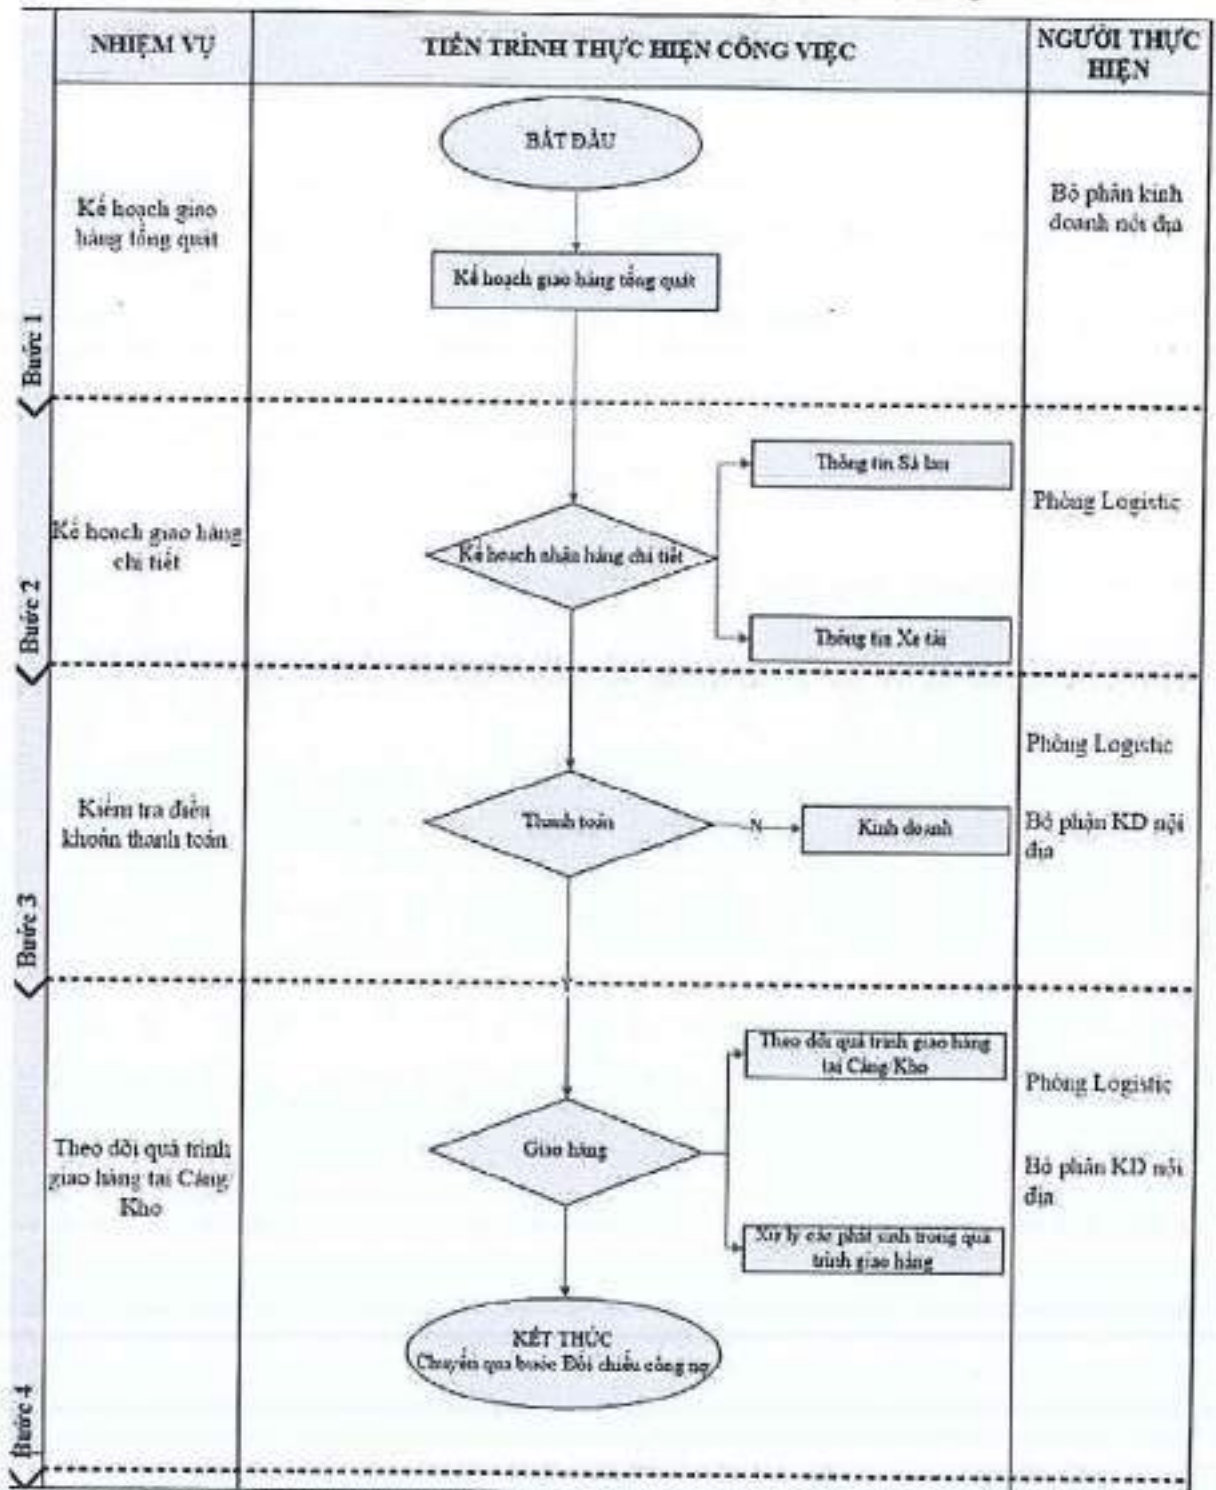 NHIỆM VỤ
TIẾN TRÌNH THỰC HIỆN CÔNG VIỆC
NGƯỜI THỰC
HIỆN
Bước 1
Kế hoạch giao
hàng tổng quát
BẮT ĐẦU
Kế hoạch giao hàng tổng quát
Bộ phận kinh
doanh nội địa
Bước 2
Kế hoạch giao hàng
chi tiết
Kế hoạch nhận hàng chi tiết
Thông tin Sà lan
Thông tin Xe tải
Phòng Logistic
Bước 3
Kiểm tra điều
khoản thanh toán
Thanh toán
N
Kinh doanh
Phòng Logistic
Bộ phận KD nội
địa
Y
Bước 4
Theo dõi quá trình
giao hàng tại Cảng/
Kho
Giao hàng
Theo dõi quá trình giao hàng
tại Cảng/Kho
Xử lý các phát sinh trong quá
trình giao hàng
KẾT THÚC
Chuyển qua bước Đối chiếu công nợ
Phòng Logistic
Bộ phận KD nội
địa